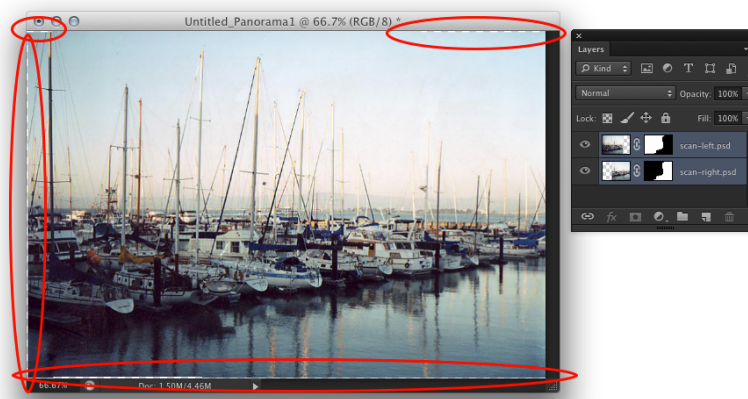 Untitled_Panorama1 @ 66.7% (RGB/8) *
Layers
Kind
Normal
Opacity: 100%
Lock:
Fill: 100%
scan-left.psd
scan-right.psd
fx
66.67%
Doc: 1.50M/4.46M